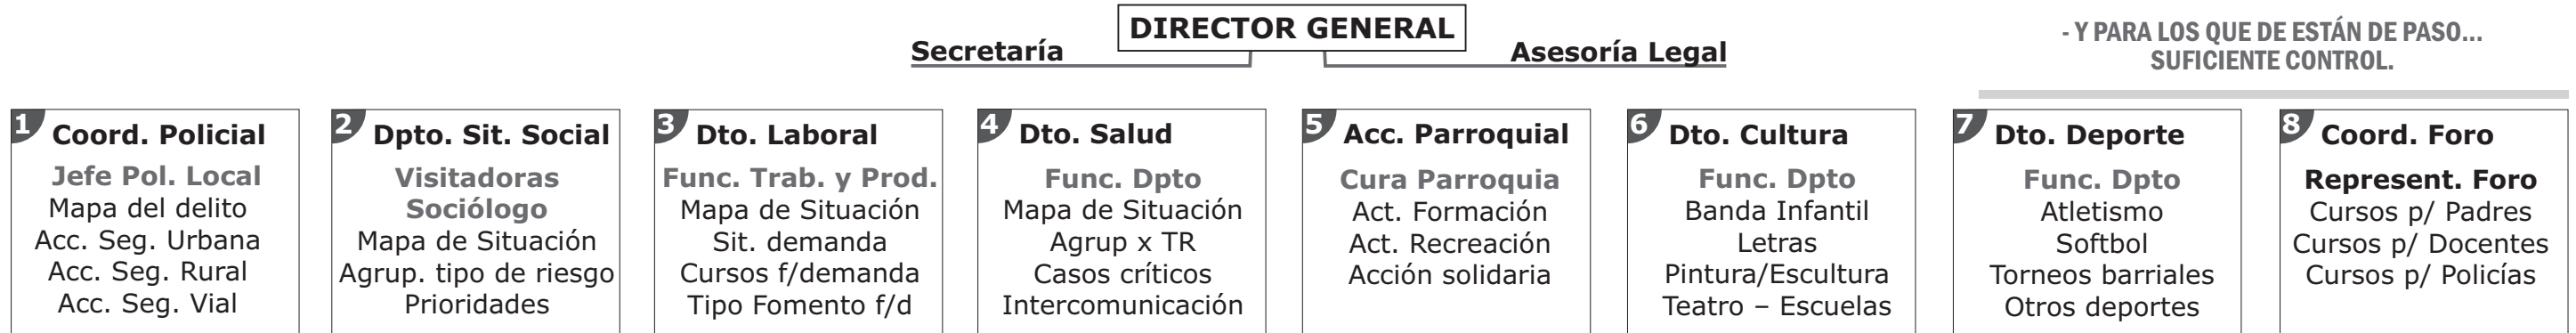 DIRECTOR GENERAL
Secretaría
Asesoría Legal
- Y PARA LOS QUE DE ESTÁN DE PASO...
SUFICIENTE CONTROL.
1
Coord. Policial
Jefe Pol. Local
Mapa del delito
Acc. Seg. Urbana
Acc. Seg. Rural
Acc. Seg. Vial
2
Dpto. Sit. Social
Visitadoras
Sociólogo
Mapa de Situación
Agrup. tipo de riesgo
Prioridades
3
Dto. Laboral
Func. Trab. y Prod.
Mapa de Situación
Sit. demanda
Cursos f/demanda
Tipo Fomento f/d
4
Dto. Salud
Func. Dpto
Mapa de Situación
Agrup x TR
Casos críticos
Intercomunicación
5
Acc. Parroquial
Cura Parroquia
Act. Formación
Act. Recreación
Acción solidaria
6
Dto. Cultura
Func. Dpto
Banda Infantil
Letras
Pintura/Escultura
Teatro – Escuelas
7
Dto. Deporte
Func. Dpto
Atletismo
Softbol
Torneos barriales
Otros deportes
8
Coord. Foro
Represent. Foro
Cursos p/ Padres
Cursos p/ Docentes
Cursos p/ Policías